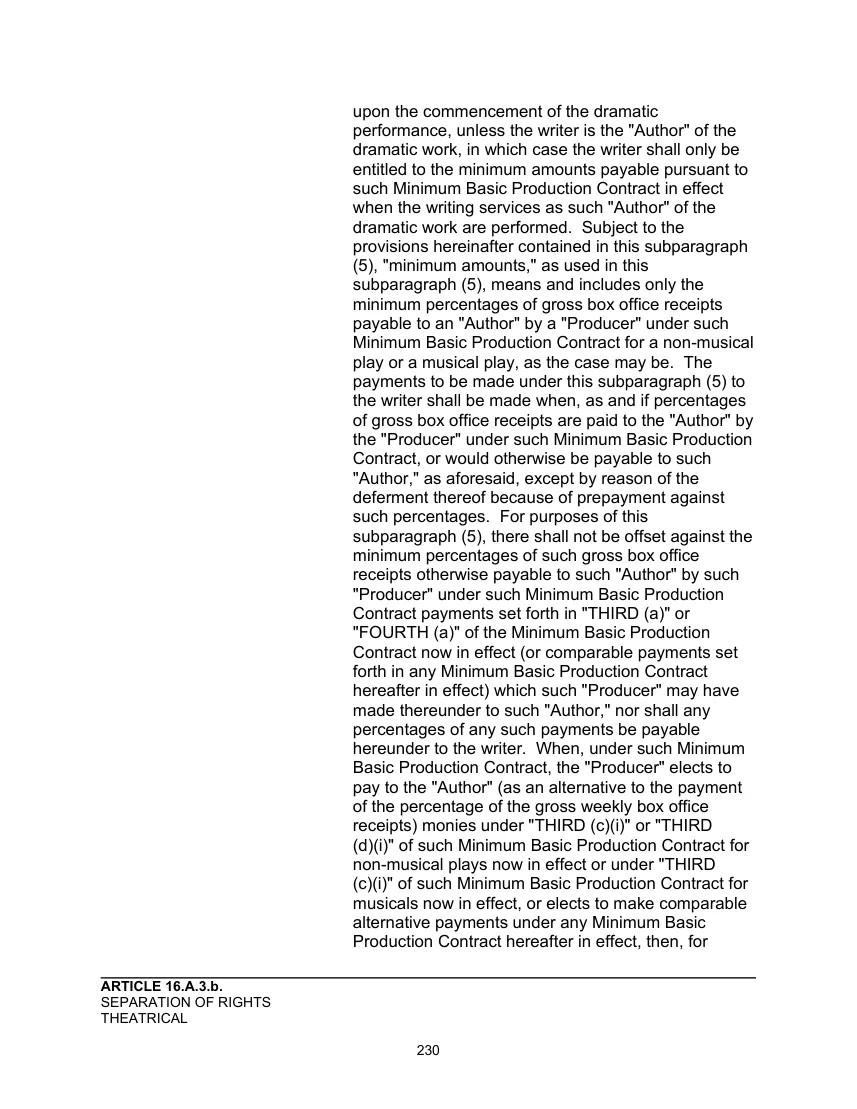 upon the commencement of the dramatic
performance, unless the writer is the "Author" of the
dramatic work, in which case the writer shall only be
entitled to the minimum amounts payable pursuant to
such Minimum Basic Production Contract in effect
when the writing services as such "Author" of the
dramatic work are performed.  Subject to the
provisions hereinafter contained in this subparagraph
(5), "minimum amounts," as used in this
subparagraph (5), means and includes only the
minimum percentages of gross box office receipts
payable to an "Author" by a "Producer" under such
Minimum Basic Production Contract for a non-musical
play or a musical play, as the case may be.  The
payments to be made under this subparagraph (5) to
the writer shall be made when, as and if percentages
of gross box office receipts are paid to the "Author" by
the "Producer" under such Minimum Basic Production
Contract, or would otherwise be payable to such
"Author," as aforesaid, except by reason of the
deferment thereof because of prepayment against
such percentages.  For purposes of this
subparagraph (5), there shall not be offset against the
minimum percentages of such gross box office
receipts otherwise payable to such "Author" by such
"Producer" under such Minimum Basic Production
Contract payments set forth in "THIRD (a)" or
"FOURTH (a)" of the Minimum Basic Production
Contract now in effect (or comparable payments set
forth in any Minimum Basic Production Contract
hereafter in effect) which such "Producer" may have
made thereunder to such "Author," nor shall any
percentages of any such payments be payable
hereunder to the writer.  When, under such Minimum
Basic Production Contract, the "Producer" elects to
pay to the "Author" (as an alternative to the payment
of the percentage of the gross weekly box office
receipts) monies under "THIRD (c)(i)" or "THIRD
(d)(i)" of such Minimum Basic Production Contract for
non-musical plays now in effect or under "THIRD
(c)(i)" of such Minimum Basic Production Contract for
musicals now in effect, or elects to make comparable
alternative payments under any Minimum Basic
Production Contract hereafter in effect, then, for
ARTICLE 16.A.3.b.
SEPARATION OF RIGHTS
THEATRICAL
230